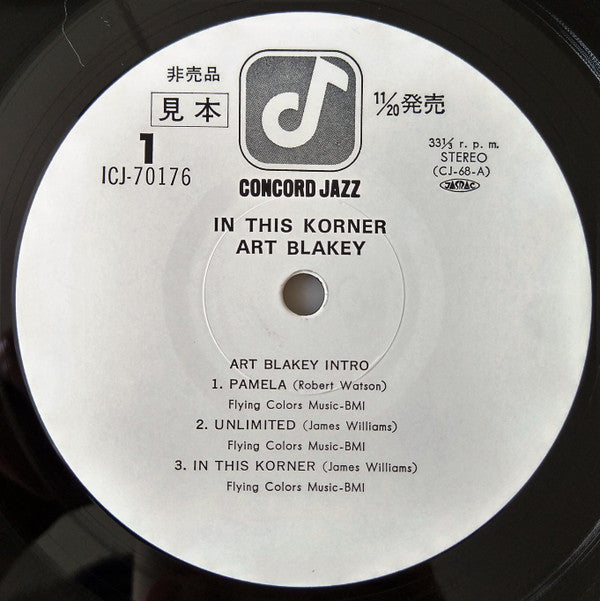 非売品
見本
11/20発売
1
ICJ-70176
33⅓ r. p. m.
STEREO
(CJ-68-A)
JASRAC
CONCORD JAZZ
IN THIS KORNER
ART BLAKEY
ART BLAKEY INTRO
1. PAMELA (Robert Watson)
Flying Colors Music-BMI
2. UNLIMITED (James Williams)
Flying Colors Music-BMI
3. IN THIS KORNER (James Williams)
Flying Colors Music-BMI